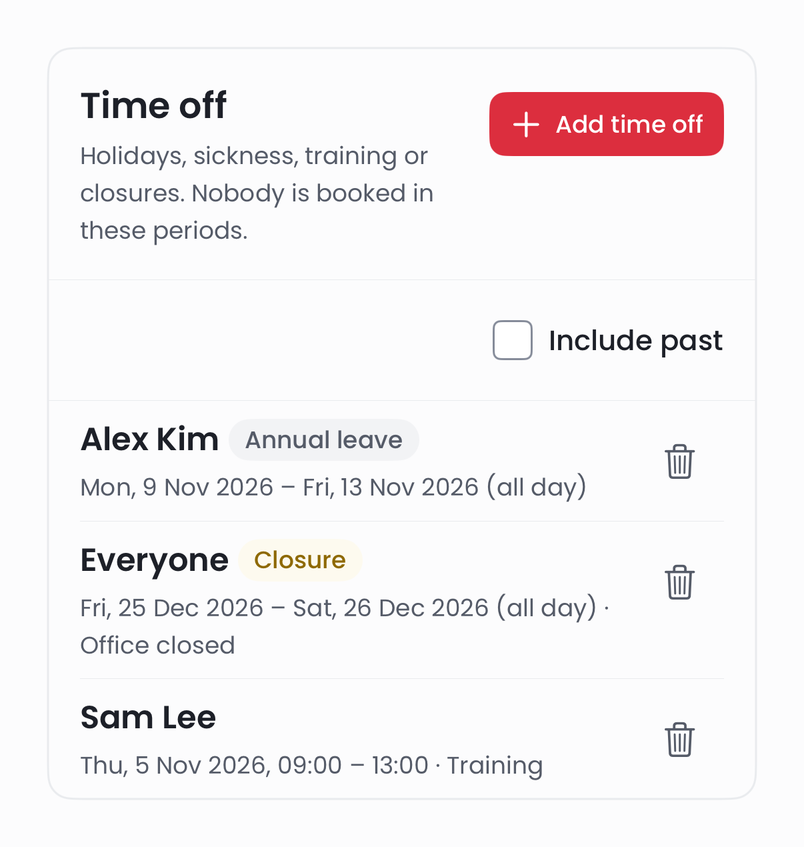 Time off
Add time off
Holidays, sickness, training or
closures. Nobody is booked in
these periods.
Include past
Alex Kim Annual leave
Mon, 9 Nov 2026 – Fri, 13 Nov 2026 (all day)
Everyone Closure
Fri, 25 Dec 2026 – Sat, 26 Dec 2026 (all day) ·
Office closed
Sam Lee
Thu, 5 Nov 2026, 09:00 – 13:00 · Training